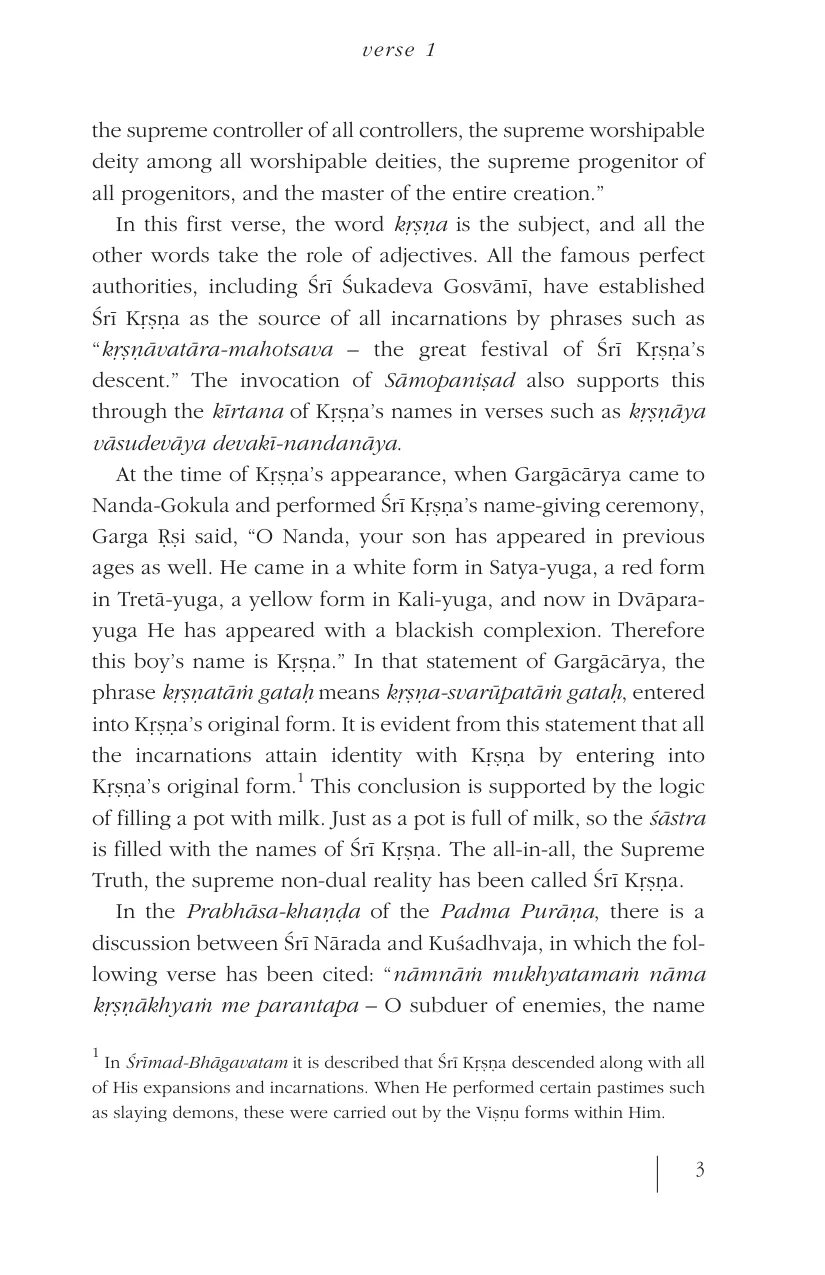 verse 1
the supreme controller of all controllers, the supreme worshipable
deity among all worshipable deities, the supreme progenitor of
all progenitors, and the master of the entire creation.”
In this first verse, the word kṛṣṇa is the subject, and all the
other words take the role of adjectives. All the famous perfect
authorities, including Śrī Śukadeva Gosvāmī, have established
Śrī Kṛṣṇa as the source of all incarnations by phrases such as
“kṛṣṇāvatāra-mahotsava – the great festival of Śrī Kṛṣṇa’s
descent.” The invocation of Sāmopaniṣad also supports this
through the kīrtana of Kṛṣṇa’s names in verses such as kṛṣṇāya
vāsudevāya devakī-nandanāya.
At the time of Kṛṣṇa’s appearance, when Gargācārya came to
Nanda-Gokula and performed Śrī Kṛṣṇa’s name-giving ceremony,
Garga Ṛṣi said, “O Nanda, your son has appeared in previous
ages as well. He came in a white form in Satya-yuga, a red form
in Tretā-yuga, a yellow form in Kali-yuga, and now in Dvāpara-
yuga He has appeared with a blackish complexion. Therefore
this boy’s name is Kṛṣṇa.” In that statement of Gargācārya, the
phrase kṛṣṇatāṁ gataḥ means kṛṣṇa-svarūpatāṁ gataḥ, entered
into Kṛṣṇa’s original form. It is evident from this statement that all
the incarnations attain identity with Kṛṣṇa by entering into
Kṛṣṇa’s original form.1 This conclusion is supported by the logic
of filling a pot with milk. Just as a pot is full of milk, so the śāstra
is filled with the names of Śrī Kṛṣṇa. The all-in-all, the Supreme
Truth, the supreme non-dual reality has been called Śrī Kṛṣṇa.
In the Prabhāsa-khaṇḍa of the Padma Purāṇa, there is a
discussion between Śrī Nārada and Kuśadhvaja, in which the fol-
lowing verse has been cited: “nāmnāṁ mukhyatamaṁ nāma
kṛṣṇākhyaṁ me parantapa – O subduer of enemies, the name
1 In Śrīmad-Bhāgavatam it is described that Śrī Kṛṣṇa descended along with all
of His expansions and incarnations. When He performed certain pastimes such
as slaying demons, these were carried out by the Viṣṇu forms within Him.
3